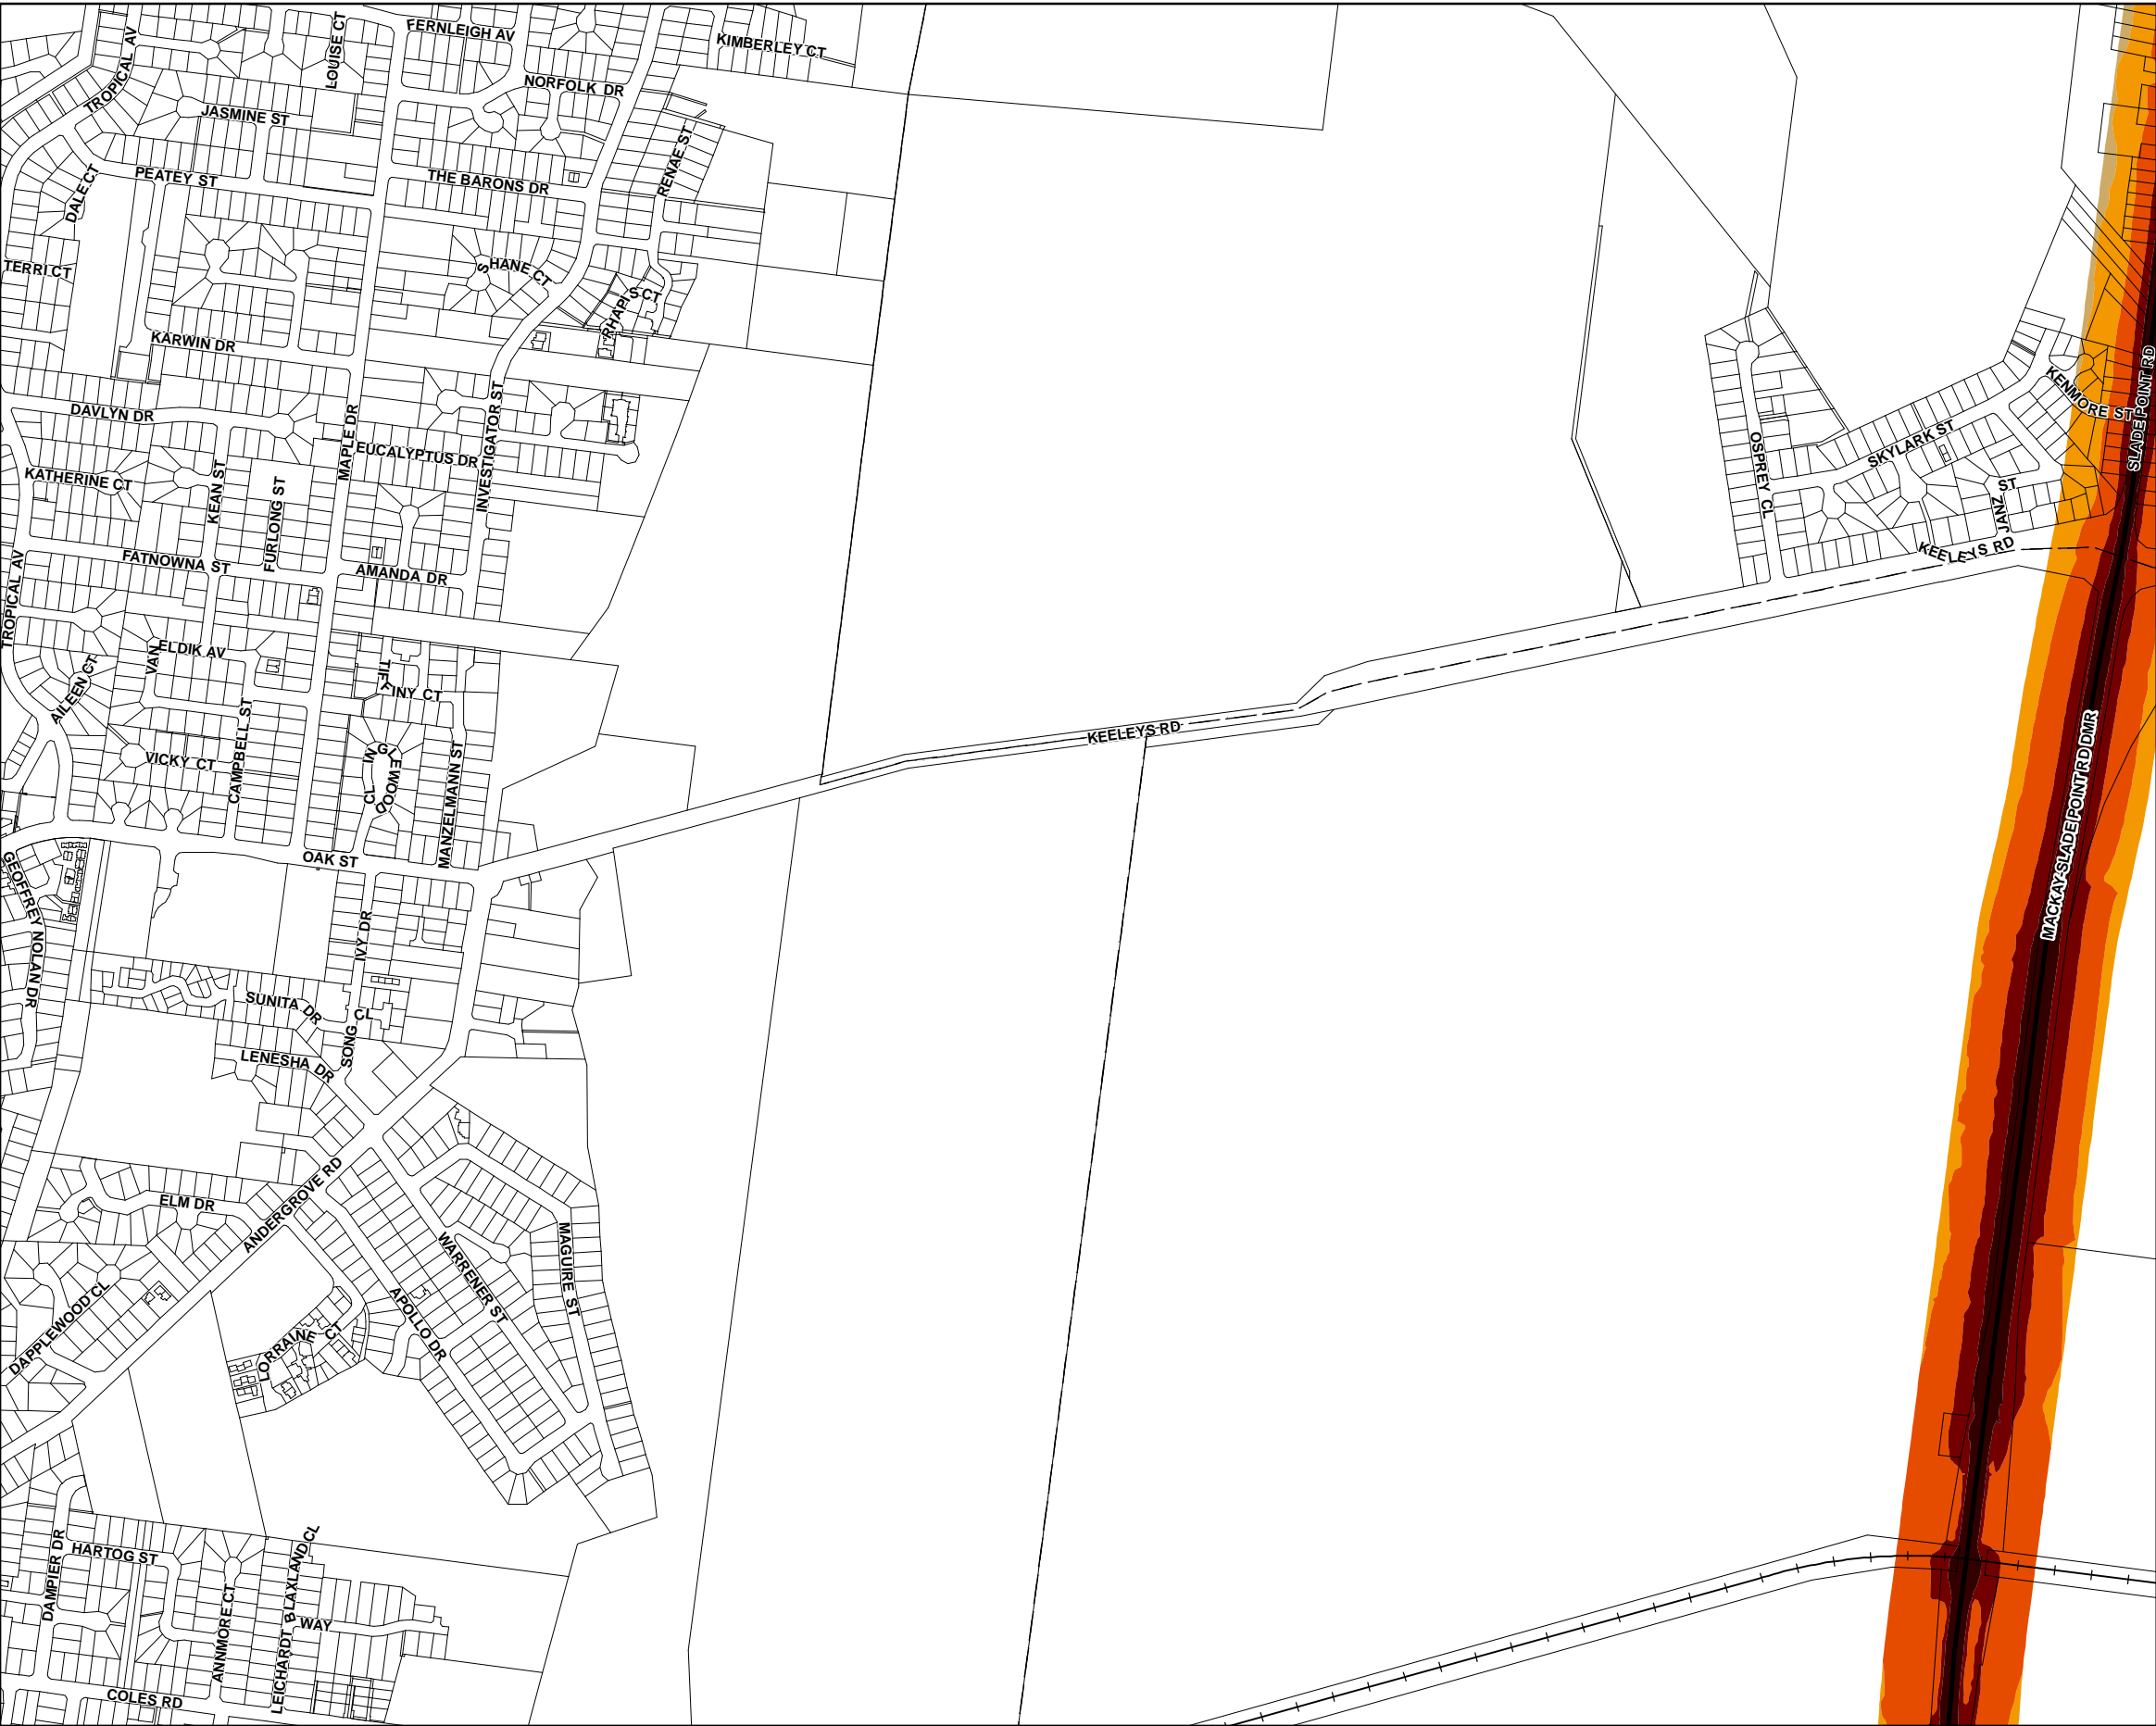 FERNLEIGH AV
LOUISE CT
TROPICAL AV
KIMBERLEY CT
NORFOLK DR
JASMINE ST
RENAE ST
PEATEY ST
THE BARONS DR
DALE CT
TERRI CT
SHANE CT
RHAPIS CT
KARWIN DR
SLADE POINT RD
KENMORE ST
DAVLYN DR
MAPLE DR
INVESTIGATOR ST
EUCALYPTUS DR
OSPREY CL
SKYLARK ST
KATHERINE CT
KEAN ST
FURLONG ST
JANZ ST
KEELEYS RD
FATNOWNA ST
AMANDA DR
TROPICAL AV
VAN ELDIK AV
AILEEN CT
TIFFINY CT
CAMPBELL ST
VICKY CT
INGLEWOOD CL
MANZELMANN ST
KEELEYS RD
MACKAY-SLADE POINT RD DMR
OAK ST
GEOFFREY NOLAN DR
IVY DR
SUNITA DR
SONG CL
LENESHA DR
ELM DR
ANDERGROVE RD
WARRENER ST
MAGUIRE ST
DAPPLEWOOD CL
APOLLO DR
LORRAINE CT
HARTOG ST
DAMPIER DR
BLAXLAND CL
ANNMORE CT
LEICHARDT WAY
COLES RD